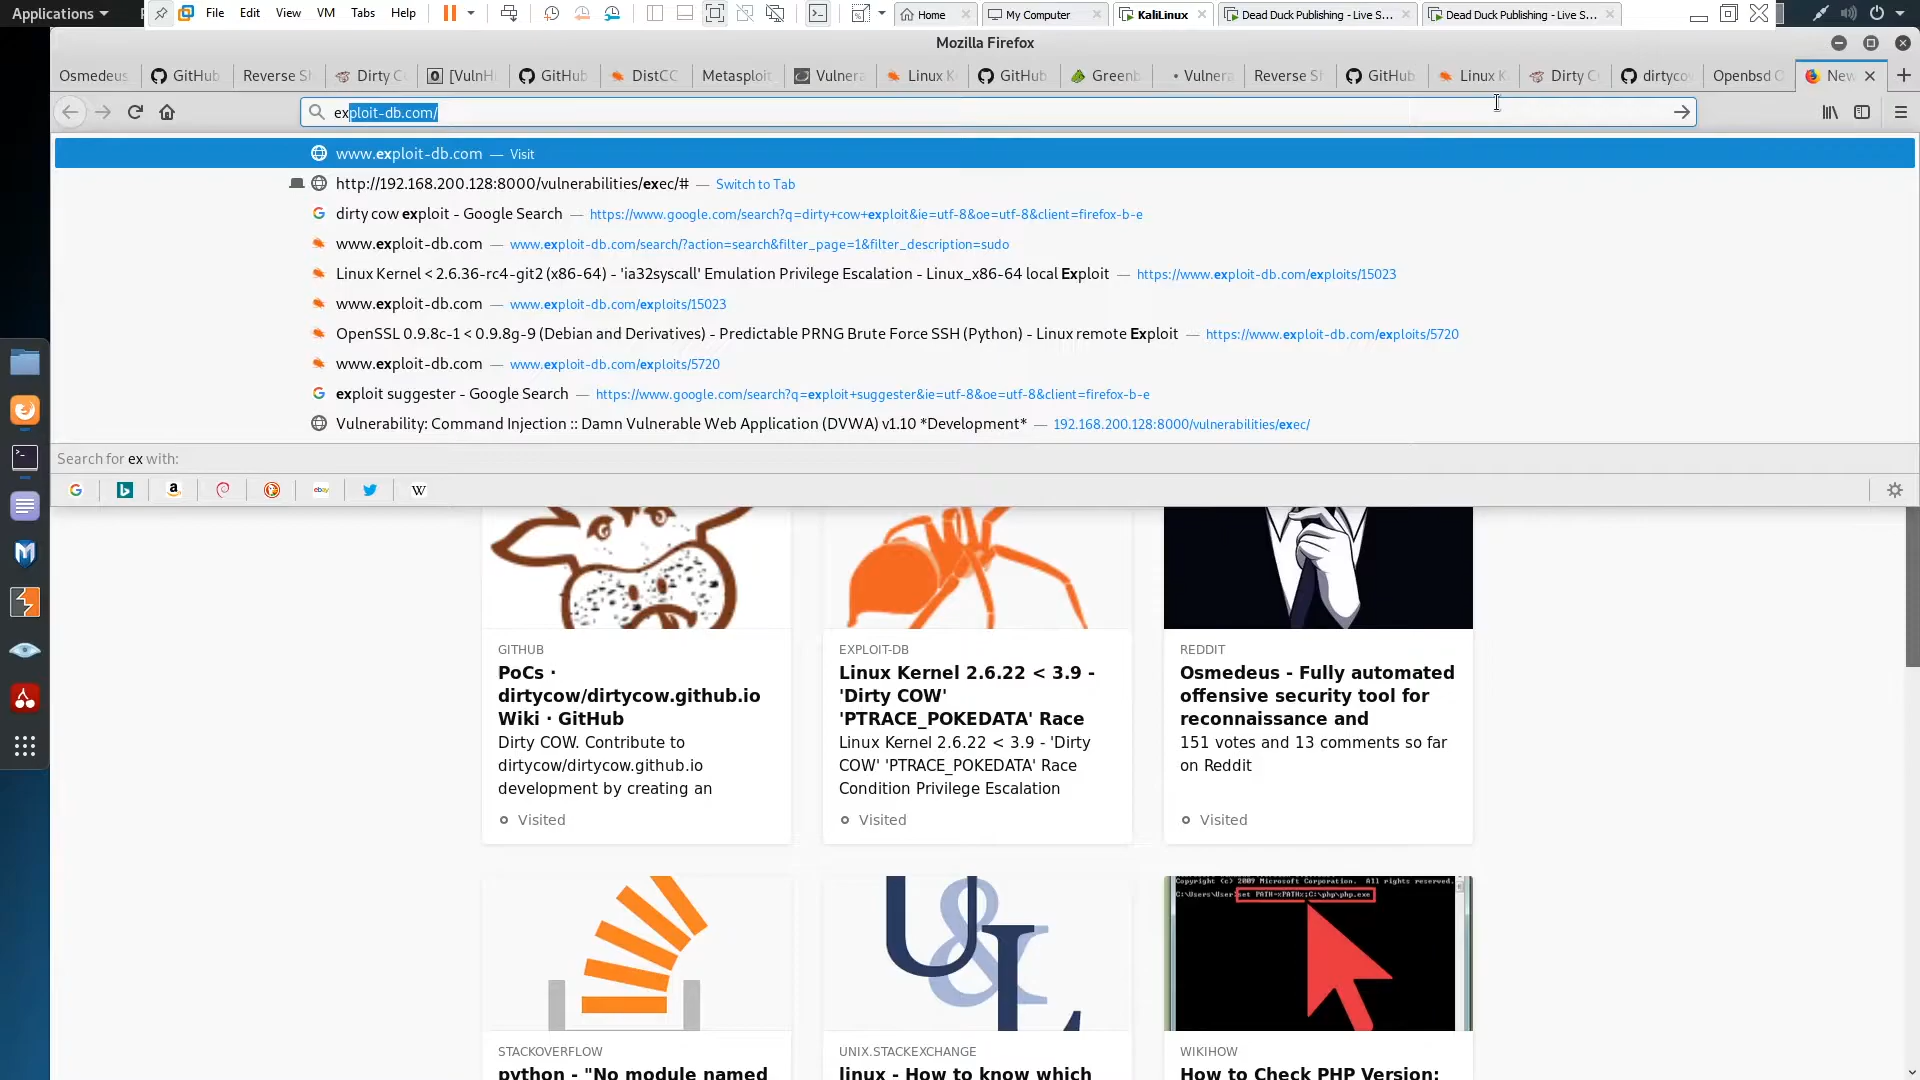 Applications
File Edit View VM Tabs Help
Home
My Computer
KaliLinux
Dead Duck Publishing - Live S...
Dead Duck Publishing - Live S...
Mozilla Firefox
Osmedeus
GitHub
Reverse S
Dirty C
[VulnH
GitHub
DistCC
Metasploit
Vulnera
Linux K
GitHub
Greenb
Vulnera
Reverse Sh
GitHub
Linux K
Dirty C
dirtyco
Openbsd O
New
exploit-db.com/
www.exploit-db.com — Visit
http://192.168.200.128:8000/vulnerabilities/exec/# — Switch to Tab
dirty cow exploit - Google Search — https://www.google.com/search?q=dirty+cow+exploit&ie=utf-8&oe=utf-8&client=firefox-b-e
www.exploit-db.com — www.exploit-db.com/search/?action=search&filter_page=1&filter_description=sudo
Linux Kernel < 2.6.36-rc4-git2 (x86-64) - 'ia32syscall' Emulation Privilege Escalation - Linux_x86-64 local Exploit — https://www.exploit-db.com/exploits/15023
www.exploit-db.com — www.exploit-db.com/exploits/15023
OpenSSL 0.9.8c-1 < 0.9.8g-9 (Debian and Derivatives) - Predictable PRNG Brute Force SSH (Python) - Linux remote Exploit — https://www.exploit-db.com/exploits/5720
www.exploit-db.com — www.exploit-db.com/exploits/5720
exploit suggester - Google Search — https://www.google.com/search?q=exploit+suggester&ie=utf-8&oe=utf-8&client=firefox-b-e
Vulnerability: Command Injection :: Damn Vulnerable Web Application (DVWA) v1.10 *Development* — 192.168.200.128:8000/vulnerabilities/exec/
Search for ex with:
GITHUB
PoCs ·
dirtycow/dirtycow.github.io
Wiki · GitHub
Dirty COW. Contribute to
dirtycow/dirtycow.github.io
development by creating an
Visited
EXPLOIT-DB
Linux Kernel 2.6.22 < 3.9 -
'Dirty COW'
'PTRACE_POKEDATA' Race
Linux Kernel 2.6.22 < 3.9 - 'Dirty
COW' 'PTRACE_POKEDATA' Race
Condition Privilege Escalation
Visited
REDDIT
Osmedeus - Fully automated
offensive security tool for
reconnaissance and
151 votes and 13 comments so far
on Reddit
Visited
U&L
Copyright (c) 2009 Microsoft Corporation. All rights reserved.
C:\Users\User>set PATH=%PATH%;C:\php\php.exe
STACKOVERFLOW
python - "No module named
UNIX.STACKEXCHANGE
linux - How to know which
WIKIHOW
How to Check PHP Version: